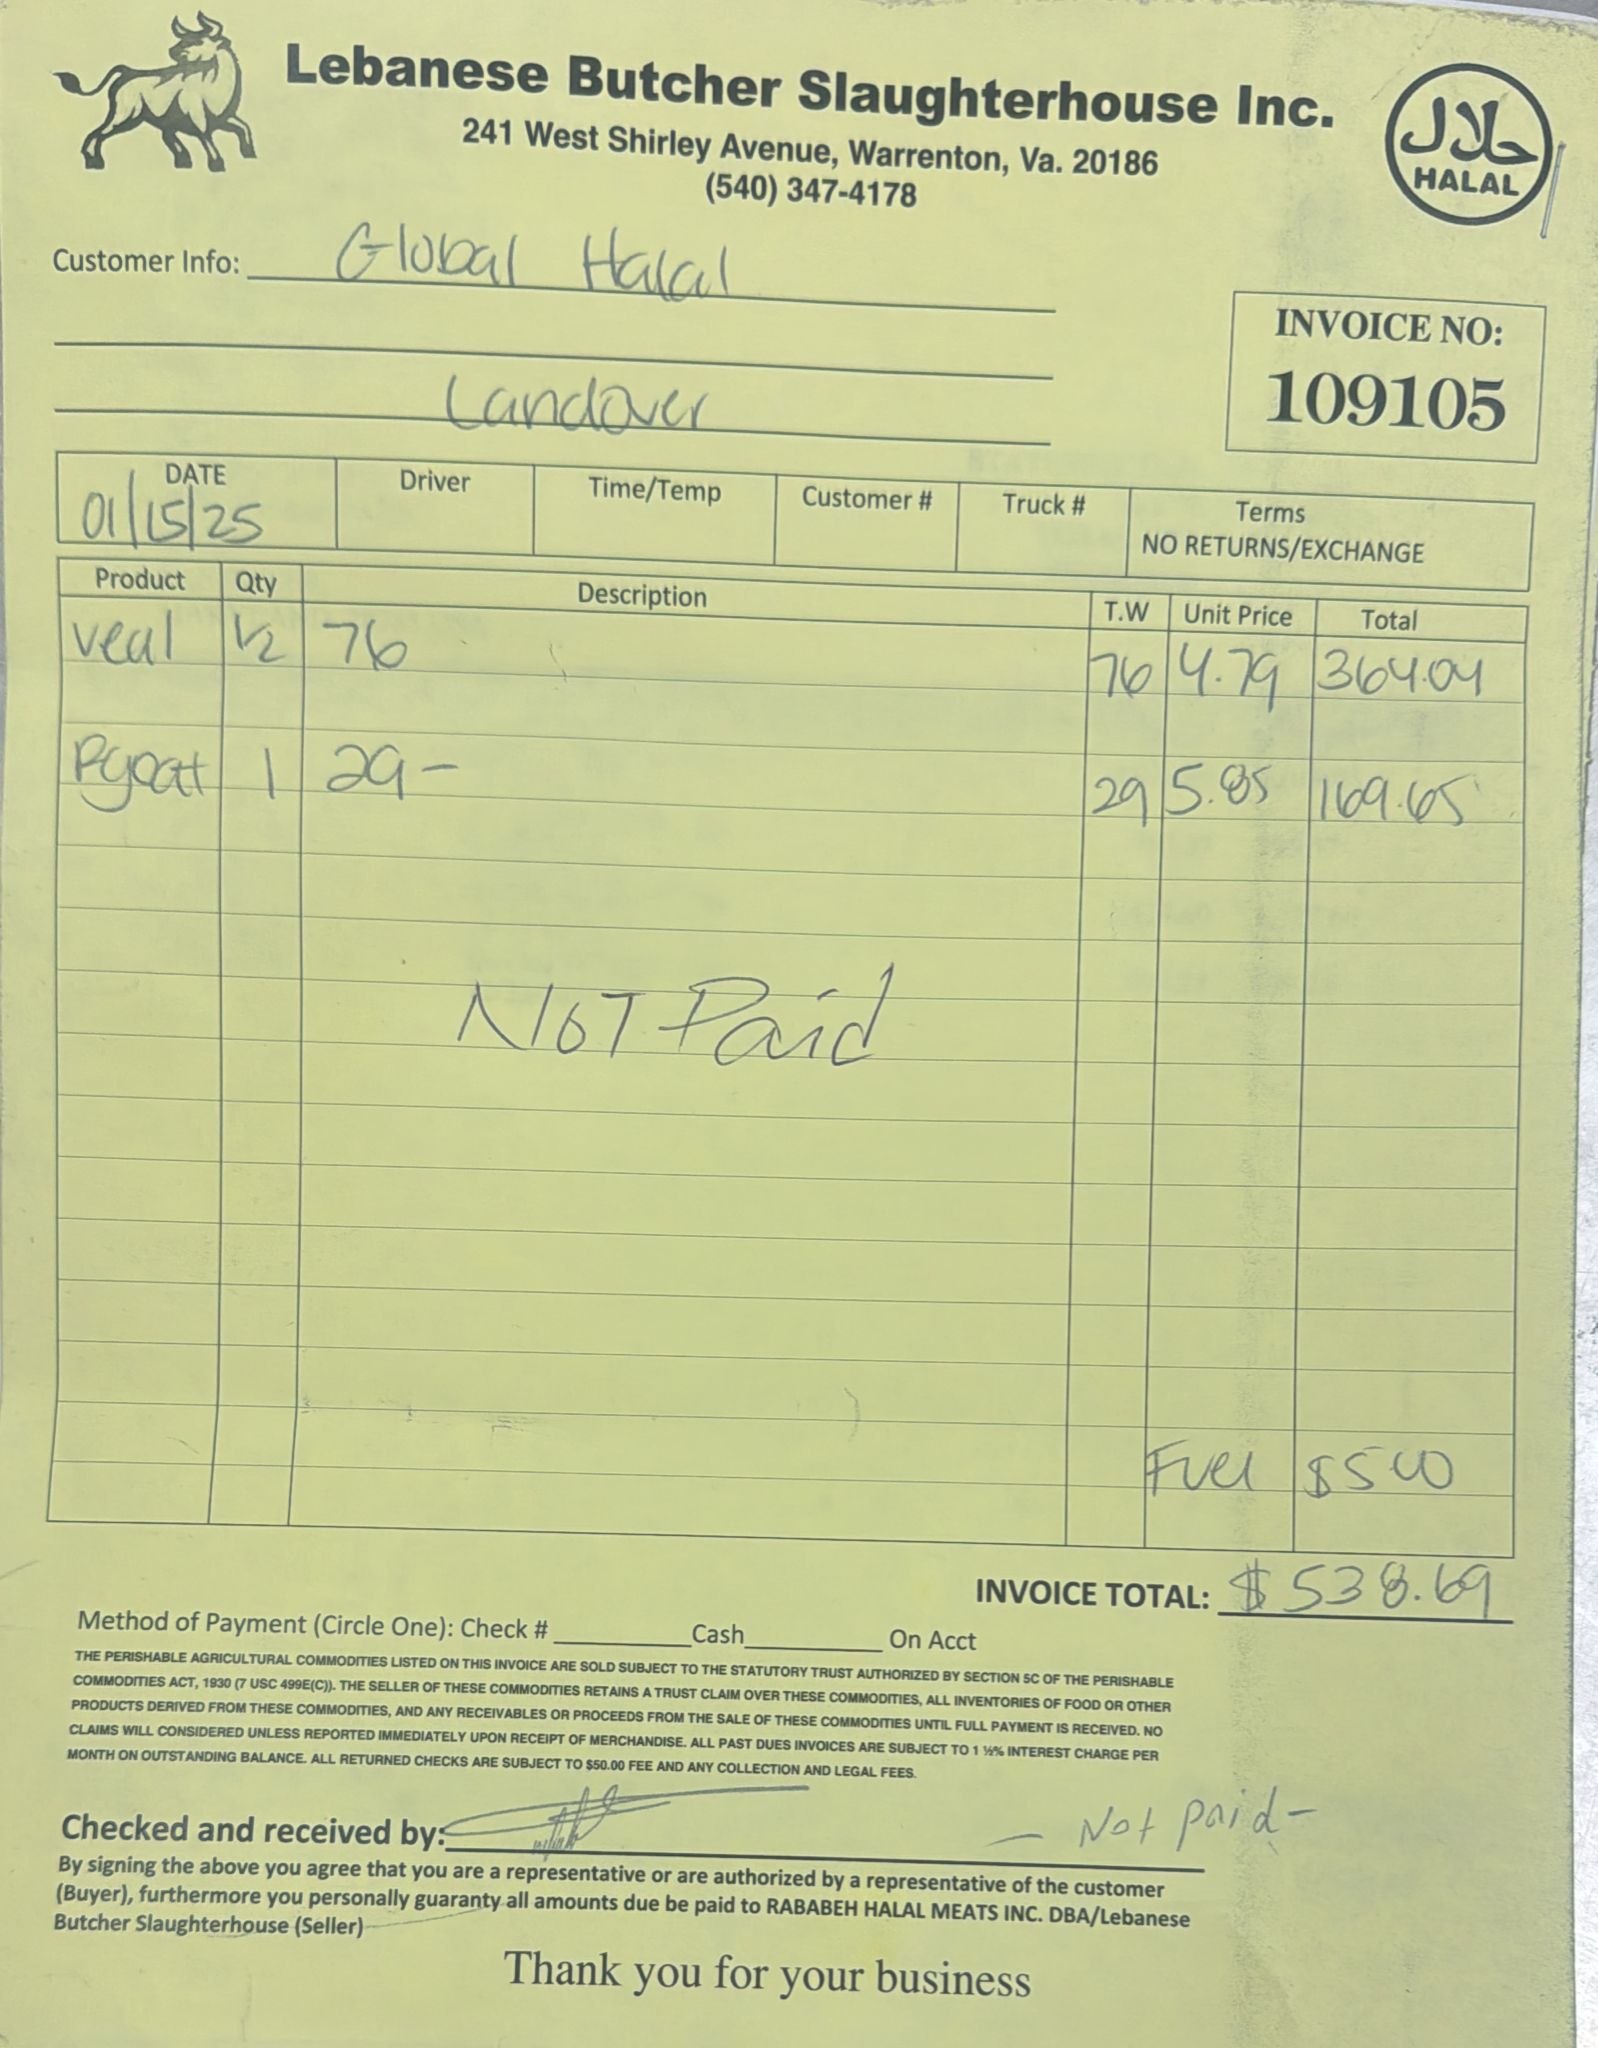 Lebanese Butcher Slaughterhouse Inc.
241 West Shirley Avenue, Warrenton, Va. 20186
(540) 347-4178
حلال
HALAL
Customer Info: Global Halal
Landover
INVOICE NO:
109105
DATE Driver Time/Temp Customer # Truck # Terms
01/15/25 NO RETURNS/EXCHANGE
Product Qty Description T.W Unit Price Total
veal 1/2 76 76 4.79 364.04
Rgoat 1 29- 29 5.85 169.65
NOT Paid
Fuel $5.00
INVOICE TOTAL: $538.69
Method of Payment (Circle One): Check # Cash On Acct
THE PERISHABLE AGRICULTURAL COMMODITIES LISTED ON THIS INVOICE ARE SOLD SUBJECT TO THE STATUTORY TRUST AUTHORIZED BY SECTION 5C OF THE PERISHABLE
COMMODITIES ACT, 1930 (7 USC 499E(C)). THE SELLER OF THESE COMMODITIES RETAINS A TRUST CLAIM OVER THESE COMMODITIES, ALL INVENTORIES OF FOOD OR OTHER
PRODUCTS DERIVED FROM THESE COMMODITIES, AND ANY RECEIVABLES OR PROCEEDS FROM THE SALE OF THESE COMMODITIES UNTIL FULL PAYMENT IS RECEIVED. NO
CLAIMS WILL CONSIDERED UNLESS REPORTED IMMEDIATELY UPON RECEIPT OF MERCHANDISE. ALL PAST DUES INVOICES ARE SUBJECT TO 1 ½% INTEREST CHARGE PER
MONTH ON OUTSTANDING BALANCE. ALL RETURNED CHECKS ARE SUBJECT TO $50.00 FEE AND ANY COLLECTION AND LEGAL FEES.
Checked and received by: - Not paid-
By signing the above you agree that you are a representative or are authorized by a representative of the customer
(Buyer), furthermore you personally guaranty all amounts due be paid to RABABEH HALAL MEATS INC. DBA/Lebanese
Butcher Slaughterhouse (Seller)
Thank you for your business